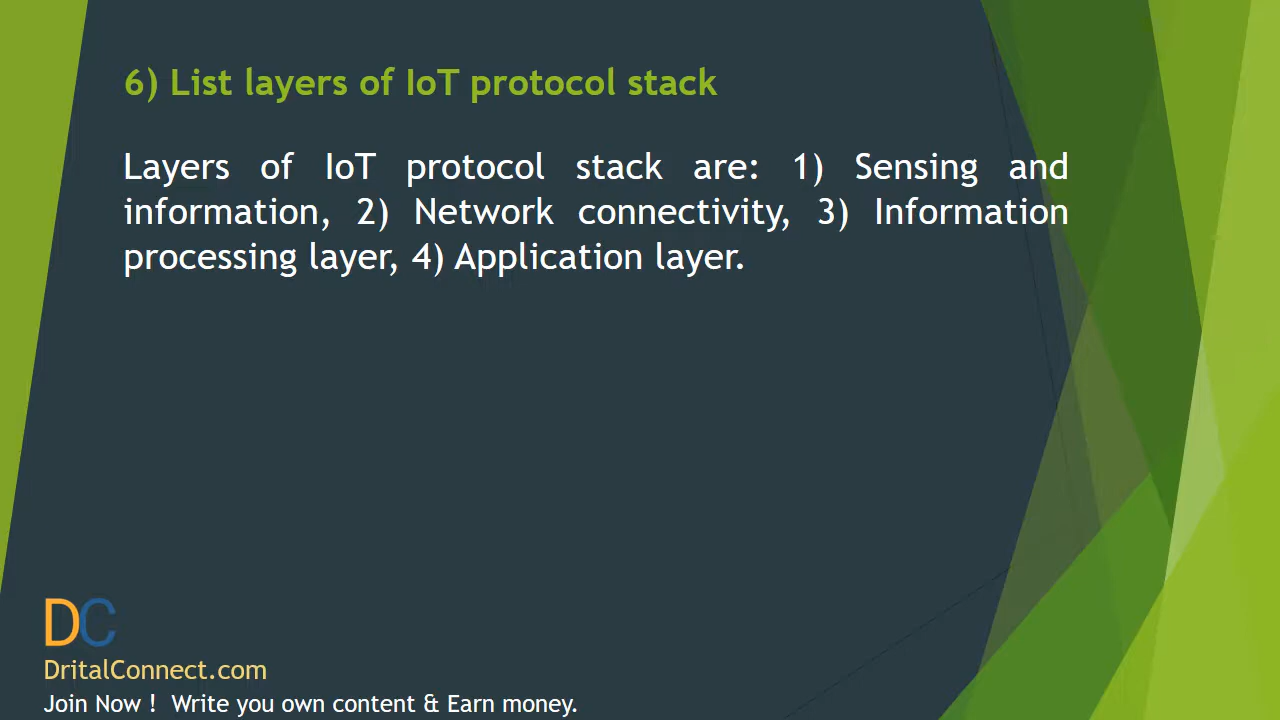 6) List layers of IoT protocol stack
Layers of IoT protocol stack are: 1) Sensing and
information, 2) Network connectivity, 3) Information
processing layer, 4) Application layer.
DC
DritalConnect.com
Join Now !  Write you own content & Earn money.